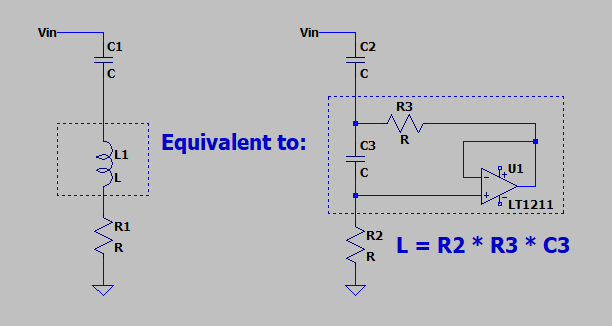 Vin
C1
C
L1
L
R1
R
Equivalent to:
Vin
C2
C
R3
R
C3
C
U1
LT1211
R2
R
L = R2 * R3 * C3